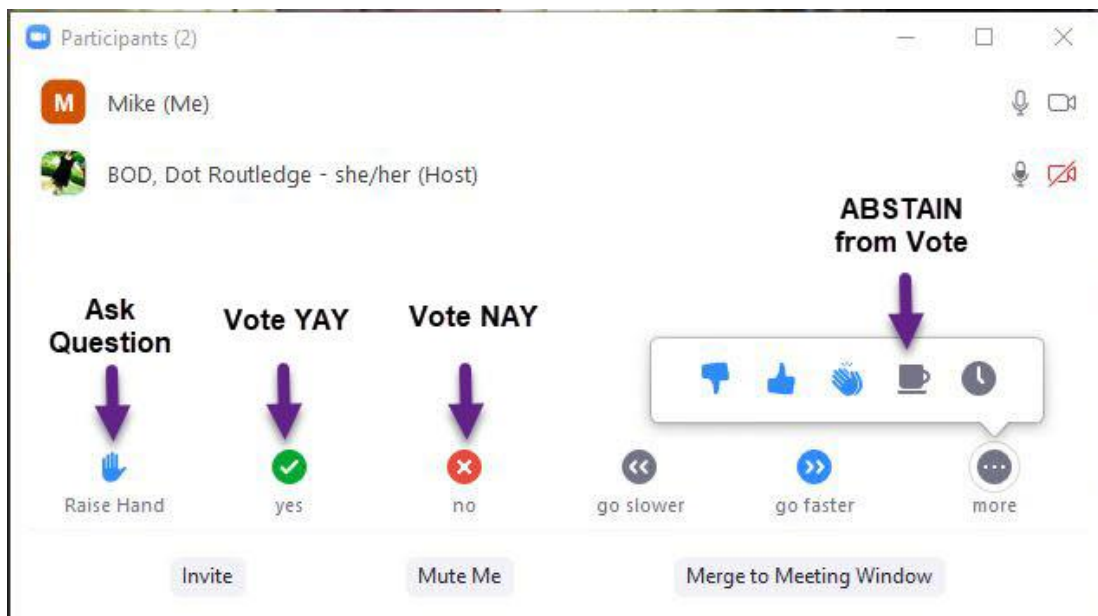 Participants (2)
M
Mike (Me)
BOD, Dot Routledge - she/her (Host)
ABSTAIN
from Vote
Ask
Question
Vote YAY
Vote NAY
Raise Hand
yes
no
go slower
go faster
more
Invite
Mute Me
Merge to Meeting Window